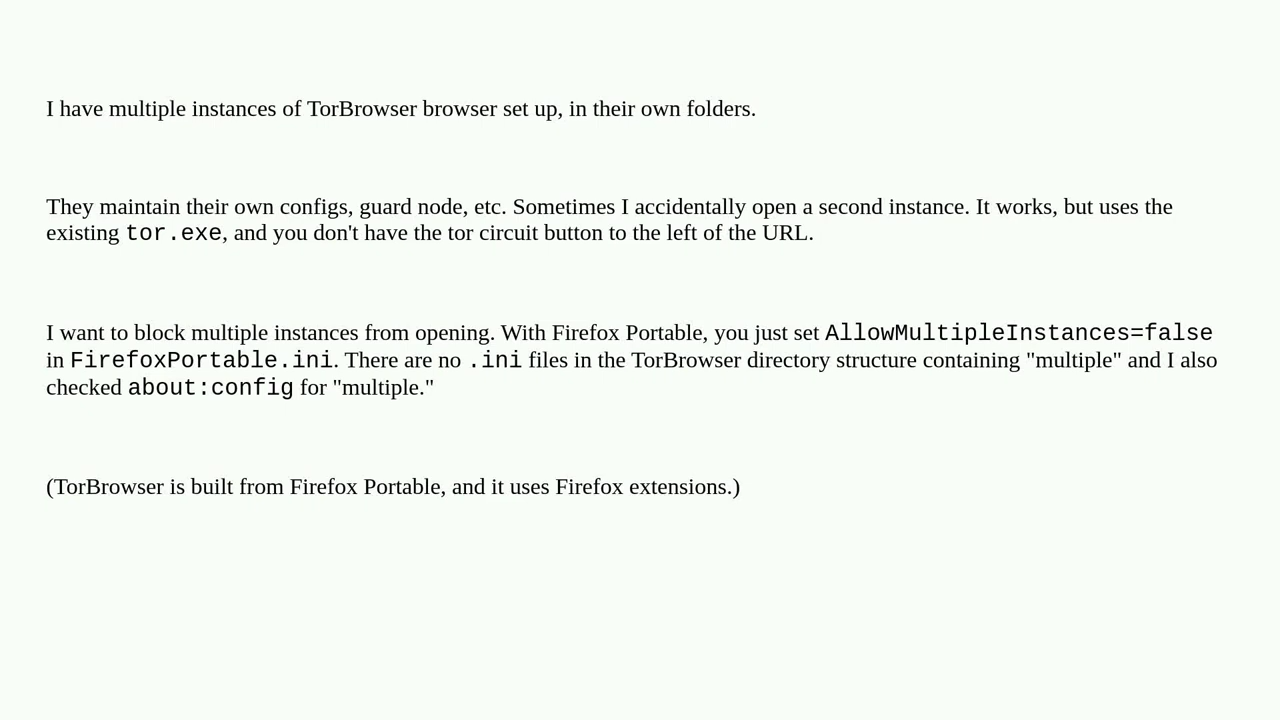 I have multiple instances of TorBrowser browser set up, in their own folders.
They maintain their own configs, guard node, etc. Sometimes I accidentally open a second instance. It works, but uses the
existing tor.exe, and you don't have the tor circuit button to the left of the URL.
I want to block multiple instances from opening. With Firefox Portable, you just set AllowMultipleInstances=false
in FirefoxPortable.ini. There are no .ini files in the TorBrowser directory structure containing "multiple" and I also
checked about:config for "multiple."
(TorBrowser is built from Firefox Portable, and it uses Firefox extensions.)